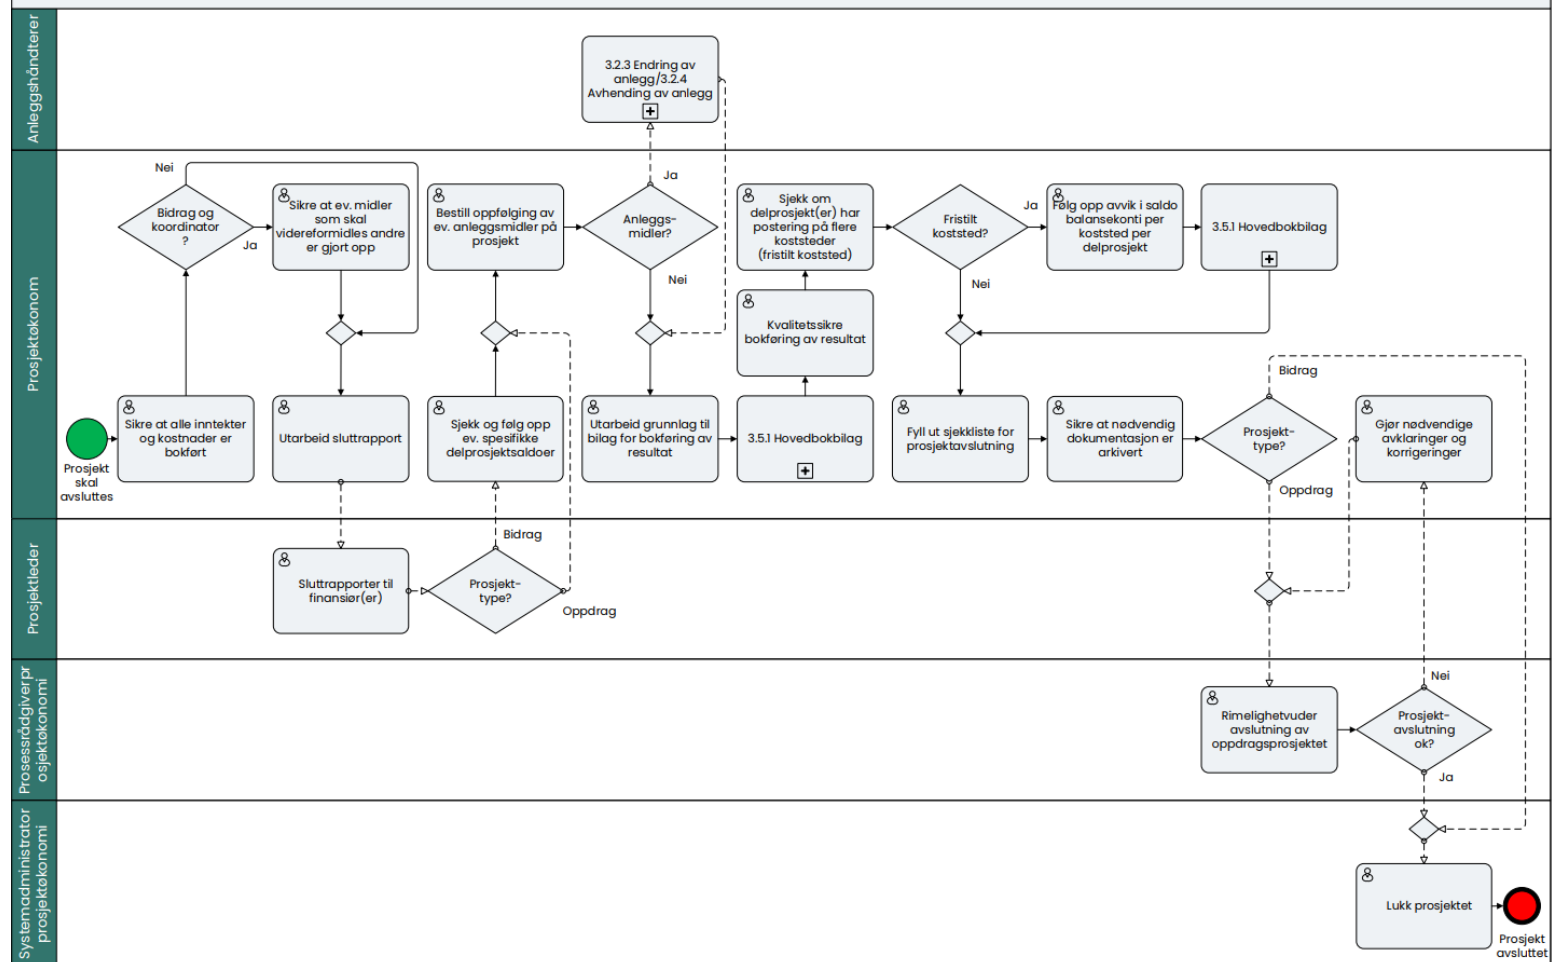 Anleggshåndterer
3.2.3 Endring av
anlegg/3.2.4
Avhending av anlegg
Prosjektøkonom
Nei
Bidrag og
koordinator
?
Ja
Sikre at ev. midler
som skal
videreformidles andre
er gjort opp
Bestill oppfølging av
ev. anleggsmidler på
prosjekt
Ja
Anleggs-
midler?
Nei
Sjekk om
delprosjekt(er) har
postering på flere
koststeder
(fristilt koststed)
Fristilt
koststed?
Ja
Nei
Følg opp avvik i saldo
balansekonti per
koststed per
delprosjekt
3.5.1 Hovedbokbilag
Kvalitetssikre
bokføring av resultat
Prosjekt
skal
avsluttes
Sikre at alle inntekter
og kostnader er
bokført
Utarbeid sluttrapport
Sjekk og følg opp
ev. spesifikke
delprosjektsaldoer
Utarbeid grunnlag til
bilag for bokføring av
resultat
3.5.1 Hovedbokbilag
Fyll ut sjekkliste for
prosjektavslutning
Sikre at nødvendig
dokumentasjon er
arkivert
Bidrag
Prosjekt-
type?
Oppdrag
Gjør nødvendige
avklaringer og
korrigeringer
Prosjektleder
Sluttrapporter til
finansiør(er)
Bidrag
Prosjekt-
type?
Oppdrag
Prosessrådgiverpr
osjektøkonomi
Rimelighetvuder
avslutning av
oppdragsprosjektet
Nei
Prosjekt-
avslutning
ok?
Ja
Systemadministrator
prosjektøkonomi
Lukk prosjektet
Prosjekt
avsluttet